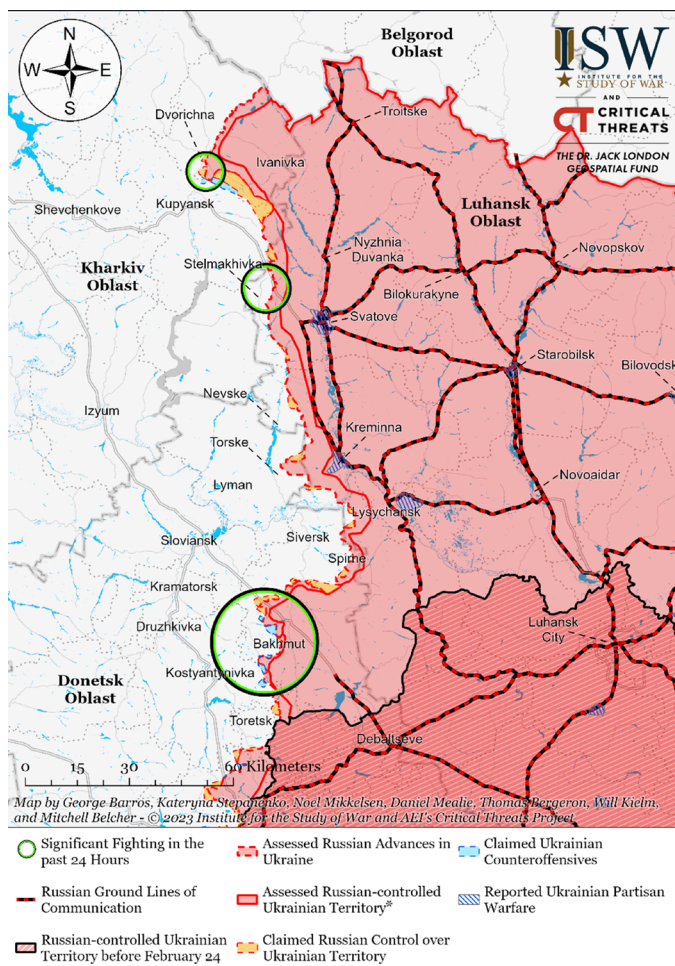 N
W E
S
Belgorod
Oblast
ISW
INSTITUTE FOR THE
STUDY OF WAR
AND
CT CRITICAL
THREATS
THE DR. JACK LONDON
GEOSPATIAL FUND
Dvorichna
Troitske
Ivanivka
Shevchenkove
Kupyansk
Luhansk
Oblast
Kharkiv
Oblast
Stelmakhivka
Nyzhnia
Duvanka
Novopskov
Bilokurakyne
Svatove
Starobilsk
Bilovodsk
Nevske
Izyum
Kreminna
Torske
Lyman
Novoaidar
Lysychansk
Siversk
Sloviansk
Spirne
Kramatorsk
Druzhkivka
Bakhmut
Luhansk
City
Kostyantynivka
Donetsk
Oblast
Toretsk
Debaltseve
0 15 30 60 Kilometers
Map by George Barros, Kateryna Stepanenko, Noel Mikkelsen, Daniel Mealie, Thomas Bergeron, Will Kielm,
and Mitchell Belcher - © 2023 Institute for the Study of War and AEI's Critical Threats Project
Significant Fighting in the
past 24 Hours
Assessed Russian Advances in
Ukraine
Claimed Ukrainian
Counteroffensives
Russian Ground Lines of
Communication
Assessed Russian-controlled
Ukrainian Territory*
Reported Ukrainian Partisan
Warfare
Russian-controlled Ukrainian
Territory before February 24
Claimed Russian Control over
Ukrainian Territory